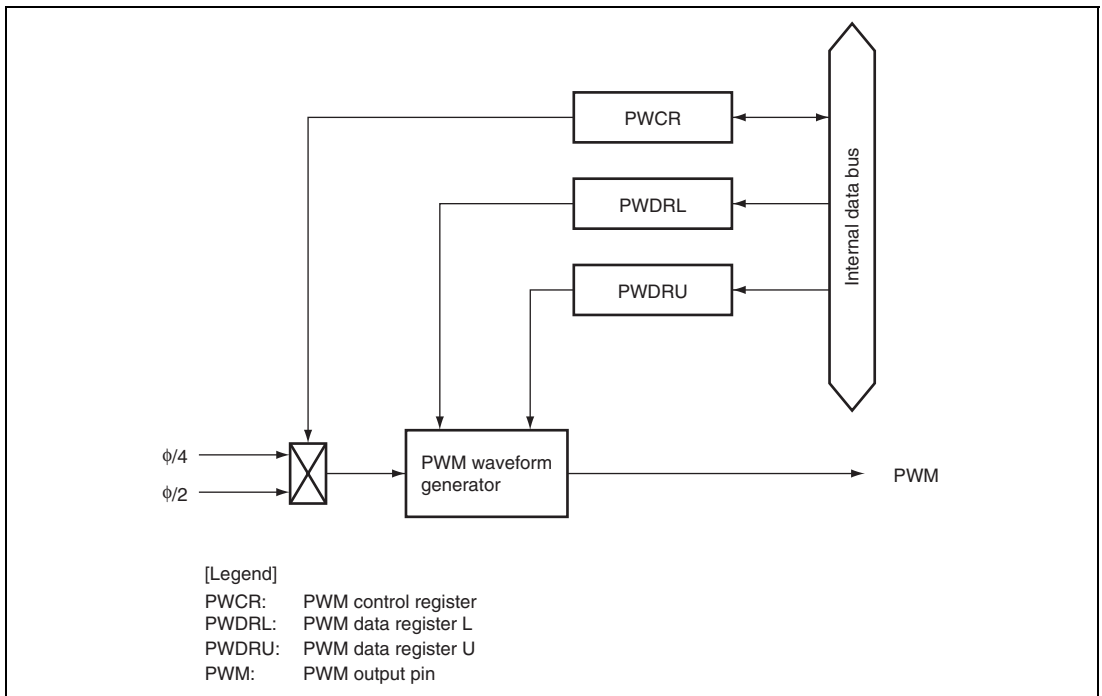 PWCR
PWDRL
PWDRU
Internal data bus
φ/4
φ/2
PWM waveform
generator
PWM
[Legend]
PWCR: PWM control register
PWDRL: PWM data register L
PWDRU: PWM data register U
PWM: PWM output pin